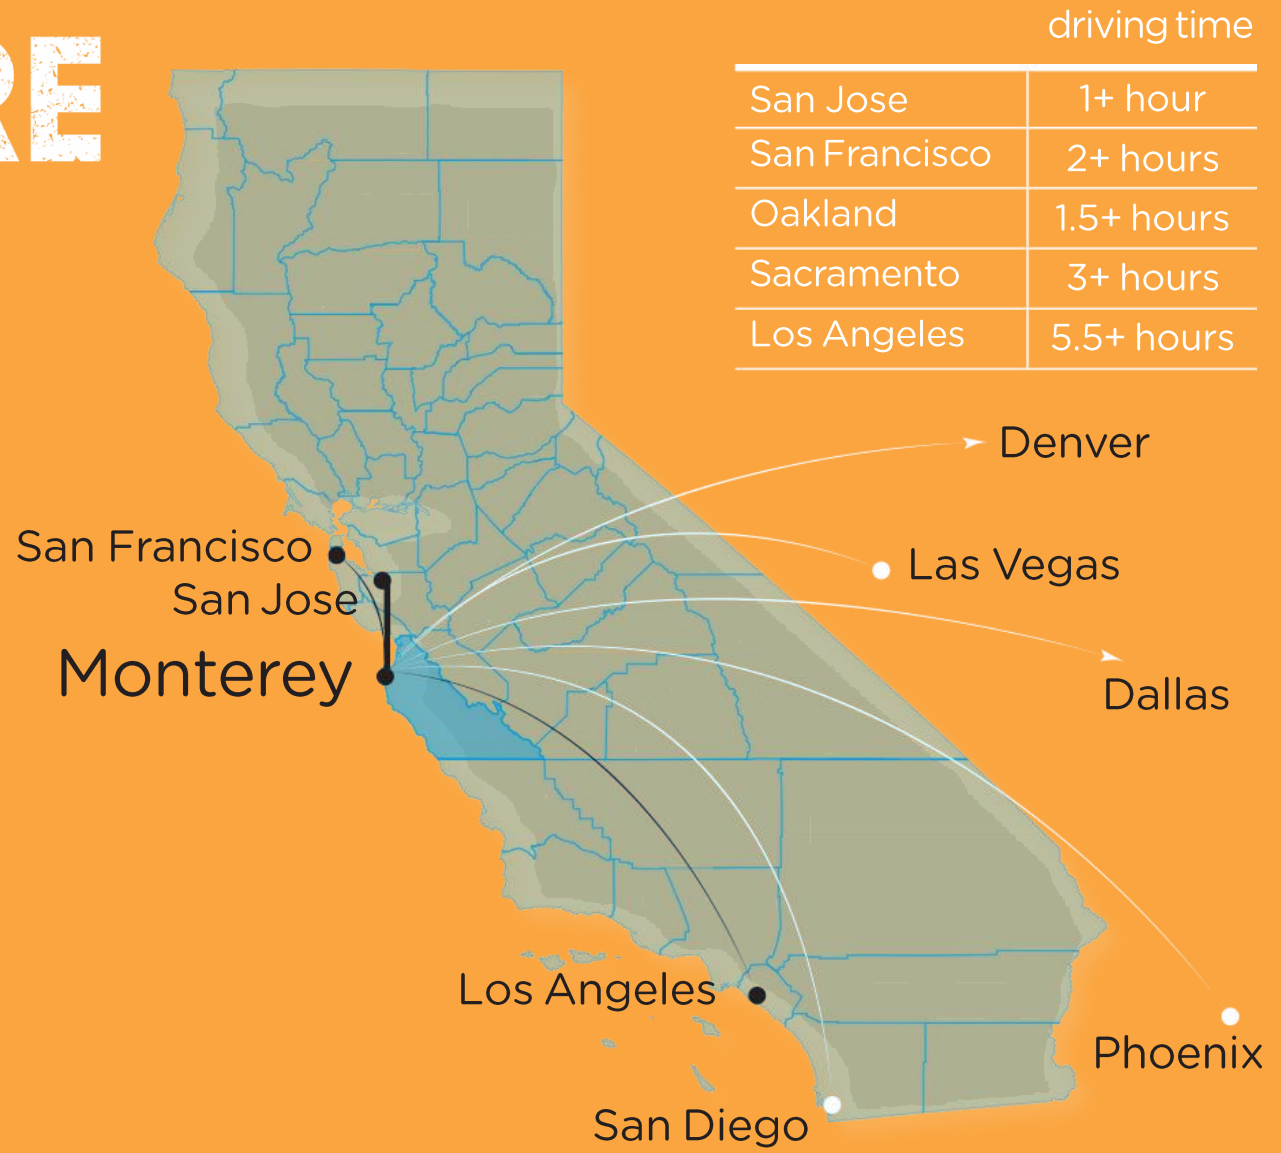 RE
driving time
San Jose 1+ hour
San Francisco 2+ hours
Oakland 1.5+ hours
Sacramento 3+ hours
Los Angeles 5.5+ hours
Denver
San Francisco
Las Vegas
San Jose
Monterey
Dallas
Los Angeles
Phoenix
San Diego